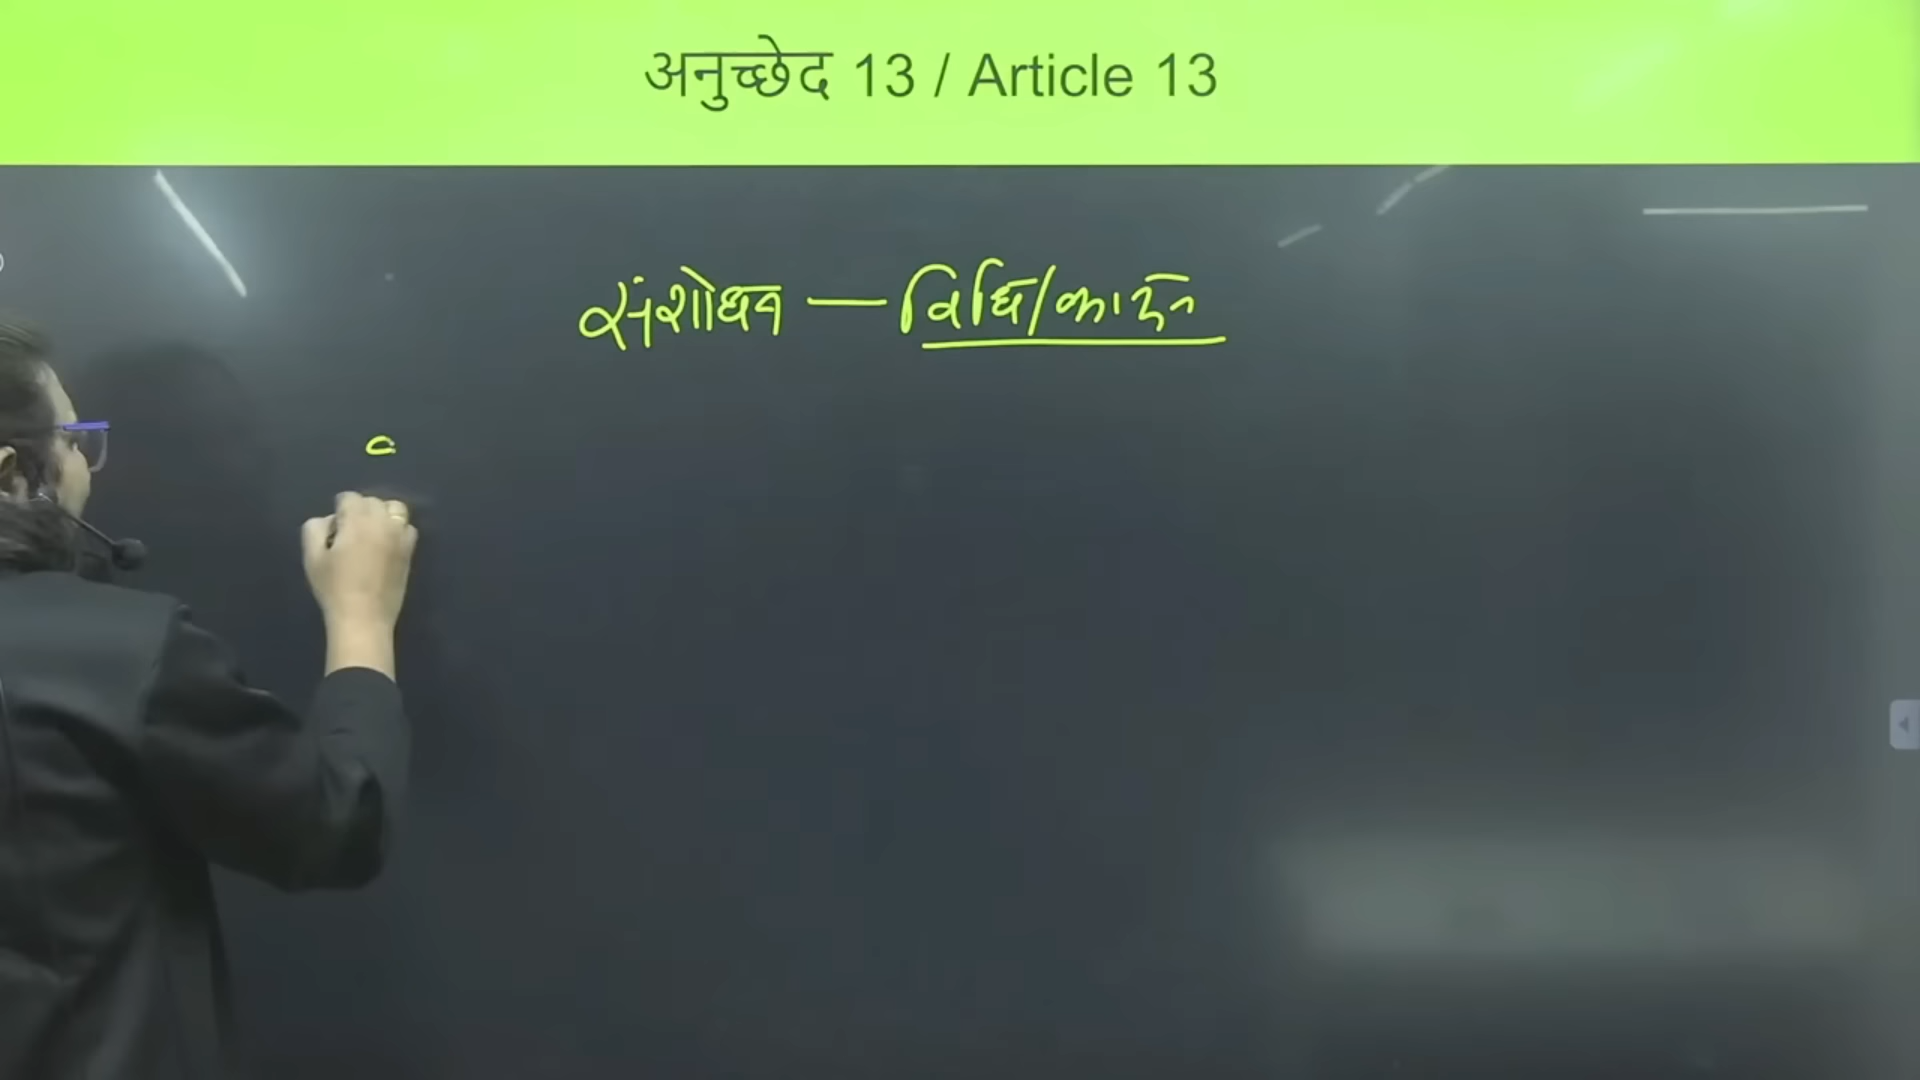 अनुच्छेद 13 / Article 13
संशोधन — विधि/कानून